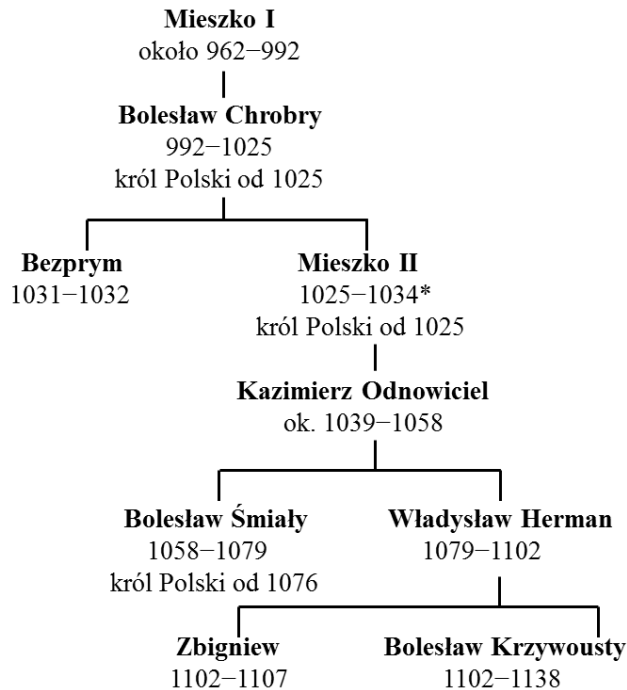 Mieszko I
około 962−992
Bolesław Chrobry
992−1025
król Polski od 1025
Bezprym
1031−1032
Mieszko II
1025−1034*
król Polski od 1025
Kazimierz Odnowiciel
ok. 1039−1058
Bolesław Śmiały
1058−1079
król Polski od 1076
Władysław Herman
1079−1102
Zbigniew
1102−1107
Bolesław Krzywousty
1102−1138